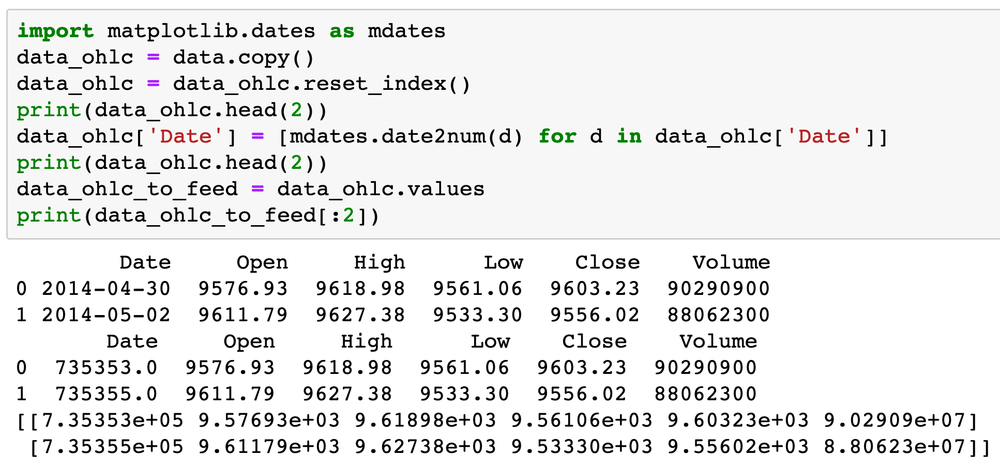 import matplotlib.dates as mdates
data_ohlc = data.copy()
data_ohlc = data_ohlc.reset_index()
print(data_ohlc.head(2))
data_ohlc['Date'] = [mdates.date2num(d) for d in data_ohlc['Date']]
print(data_ohlc.head(2))
data_ohlc_to_feed = data_ohlc.values
print(data_ohlc_to_feed[:2])
        Date     Open     High      Low    Close    Volume
0 2014-04-30  9576.93  9618.98  9561.06  9603.23  90290900
1 2014-05-02  9611.79  9627.38  9533.30  9556.02  88062300
       Date     Open     High      Low    Close    Volume
0  735353.0  9576.93  9618.98  9561.06  9603.23  90290900
1  735355.0  9611.79  9627.38  9533.30  9556.02  88062300
[[7.35353e+05 9.57693e+03 9.61898e+03 9.56106e+03 9.60323e+03 9.02909e+07]
 [7.35355e+05 9.61179e+03 9.62738e+03 9.53330e+03 9.55602e+03 8.80623e+07]]